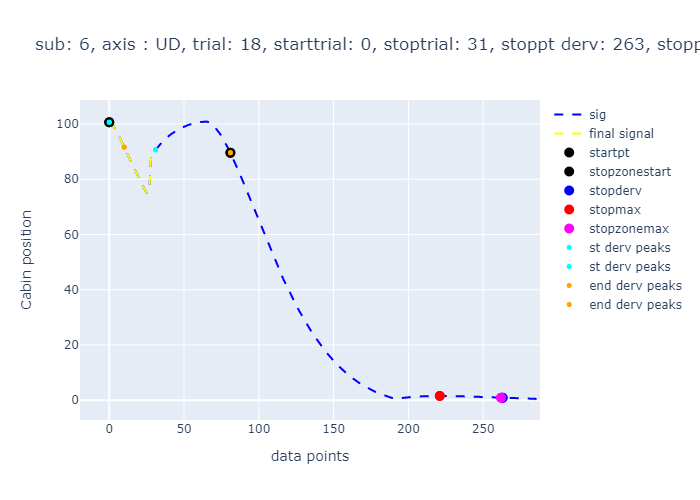 sub: 6, axis : UD, trial: 18, starttrial: 0, stoptrial: 31, stoppt derv: 263, stopp
sig
final signal
startpt
stopzonestart
stopderv
stopmax
stopzonemax
st derv peaks
st derv peaks
end derv peaks
end derv peaks
Cabin position
100
80
60
40
20
0
0 50 100 150 200 250
data points